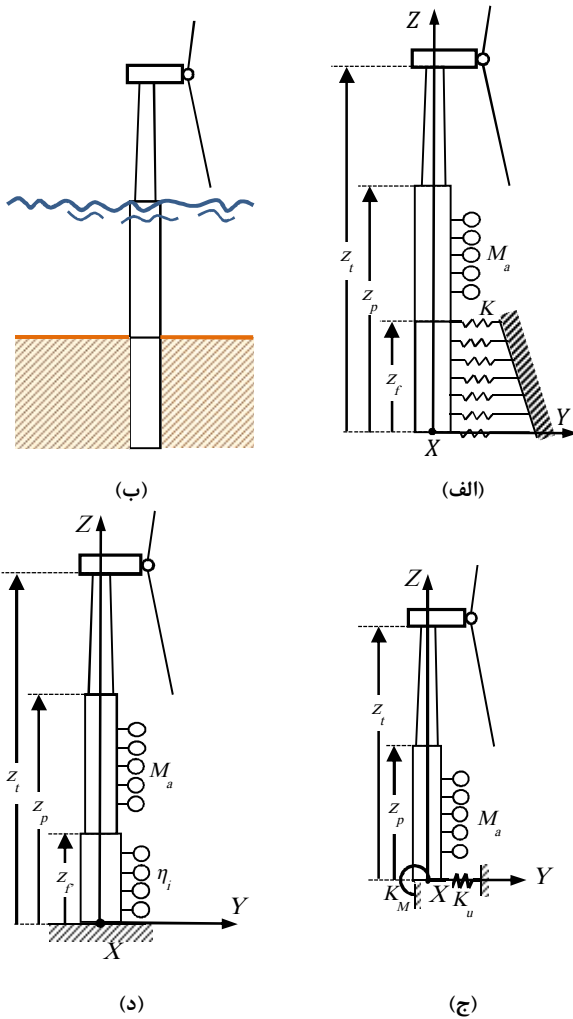 Z
z_t
z_p
z_f
M_a
K
Y
X
(ب)
(الف)
Z
z_t
z_p
z_f'
M_a
η_i
Y
X
Z
z_t
z_p
M_a
K_M
X
K_u
Y
(د)
(ج)